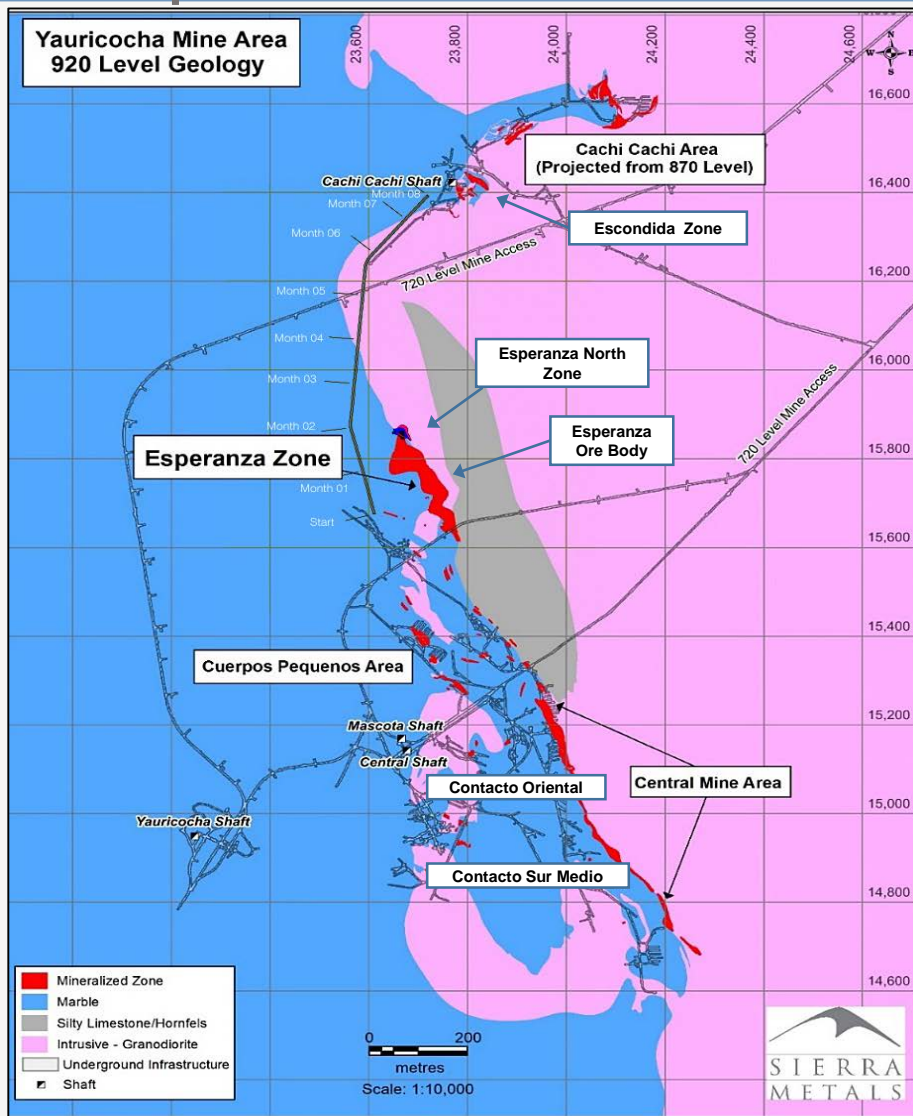 Yauricocha Mine Area
920 Level Geology
23,600
23,800
24,000
24,200
24,400
24,600
N
W
E
S
16,600
Cachi Cachi Area
(Projected from 870 Level)
Cachi Cachi Shaft
Month 08
16,400
Month 07
Escondida Zone
Month 06
720 Level Mine Access
16,200
Month 05
Month 04
Esperanza North
Zone
16,000
Month 03
Month 02
Esperanza
Ore Body
15,800
720 Level Mine Access
Esperanza Zone
Month 01
Start
15,600
15,400
Cuerpos Pequenos Area
Mascota Shaft
15,200
Central Shaft
Contacto Oriental
Central Mine Area
15,000
Yauricocha Shaft
Contacto Sur Medio
14,800
Mineralized Zone
Marble
Silty Limestone/Hornfels
Intrusive - Granodiorite
Underground Infrastructure
Shaft
14,600
0
200
metres
Scale: 1:10,000
SIERRA
METALS